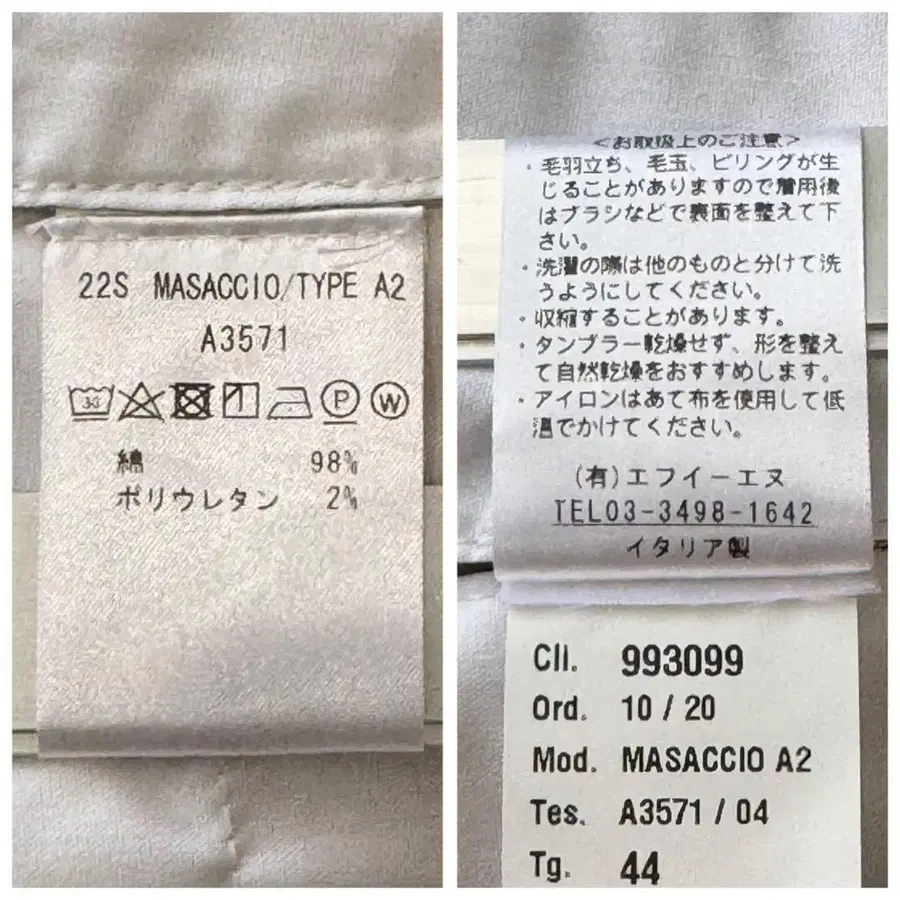 22S MASACCIO/TYPE A2
A3571
30 P W
綿 98%
ポリウレタン 2%
<お取扱上のご注意>
・毛羽立ち、毛玉、ピリングが生
じることがありますので着用後
はブラシなどで表面を整えて下
さい。
・洗濯の際は他のものと分けて洗
うようにしてください。
・収縮することがあります。
・タンブラー乾燥せず、形を整え
て自然乾燥をおすすめします。
・アイロンはあて布を使用して低
温でかけてください。
(有)エフイーエヌ
TEL03-3498-1642
イタリア製
Cli. 993099
Ord. 10 / 20
Mod. MASACCIO A2
Tes. A3571 / 04
Tg. 44